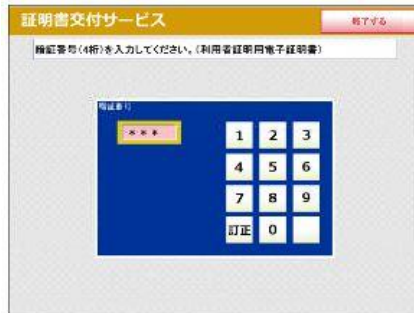 証明書交付サービス
終了する
暗証番号(4桁)を入力してください。(利用者証明用電子証明書)
暗証番号
***
1 2 3
4 5 6
7 8 9
訂正 0